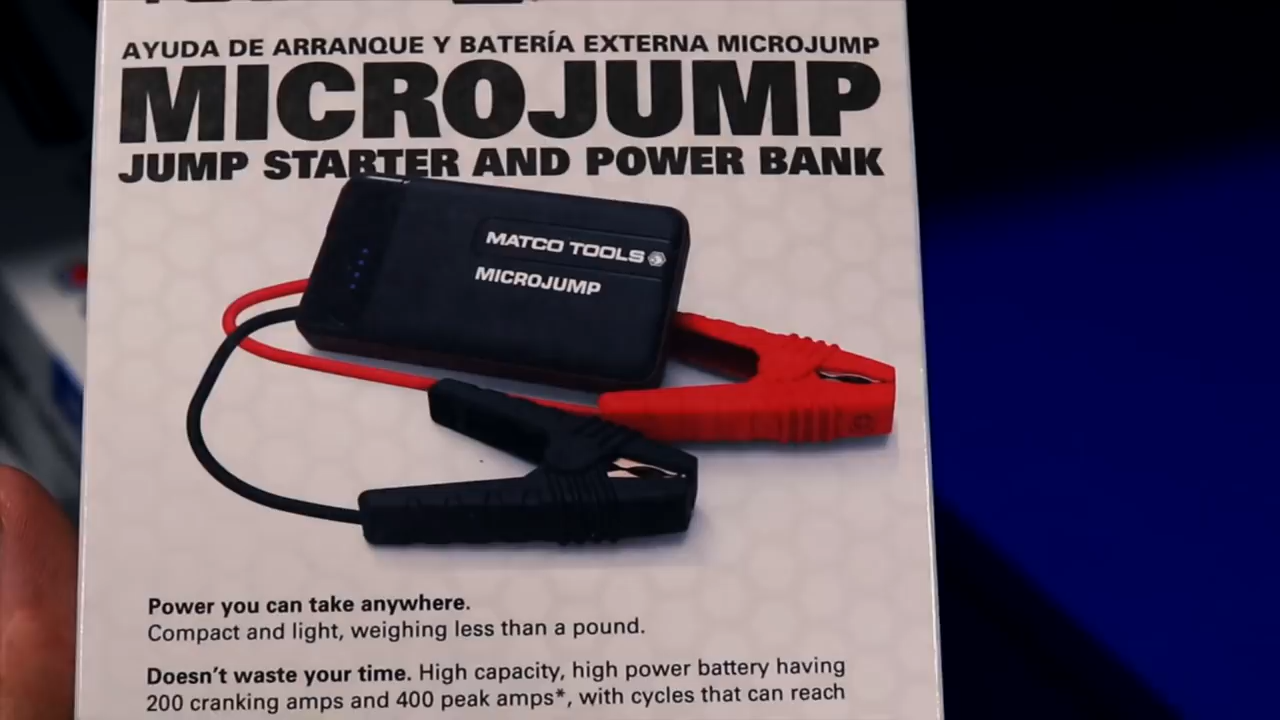 AYUDA DE ARRANQUE Y BATERÍA EXTERNA MICROJUMP
MICROJUMP
JUMP STARTER AND POWER BANK
MATCO TOOLS
MICROJUMP
Power you can take anywhere.
Compact and light, weighing less than a pound.
Doesn't waste your time. High capacity, high power battery having
200 cranking amps and 400 peak amps*, with cycles that can reach